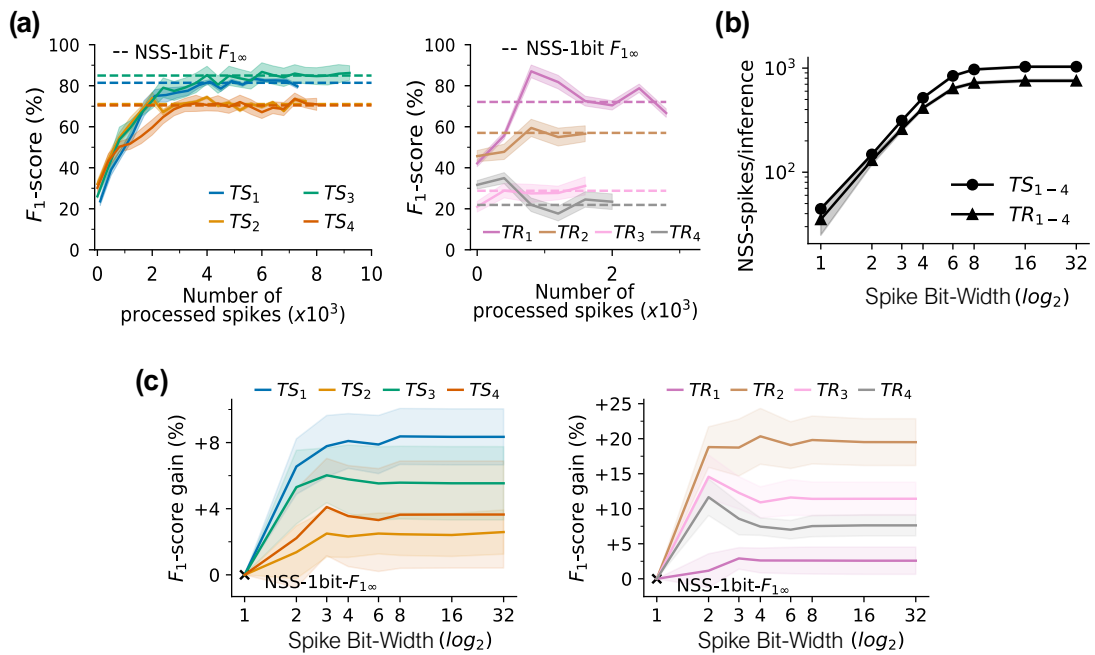 (a)
100
80
60
40
20
0
F1-score (%)
-- NSS-1bit F1∞
TS1
TS3
TS2
TS4
0 2 4 6 8 10
Number of
processed spikes (x10³)
100
80
60
40
20
0
F1-score (%)
-- NSS-1bit F1∞
TR1 TR2 TR3 TR4
0 2 4
Number of
processed spikes (x10³)
(b)
10³
10²
NSS-spikes/inference
TS1−4
TR1−4
1 2 3 4 6 8 16 32
Spike Bit-Width (log2)
(c)
TS1 TS2 TS3 TS4
+8
+4
0
F1-score gain (%)
NSS-1bit-F1∞
1 2 3 4 6 8 16 32
Spike Bit-Width (log2)
TR1 TR2 TR3 TR4
+25
+20
+15
+10
+5
0
F1-score gain (%)
NSS-1bit-F1∞
1 2 3 4 6 8 16 32
Spike Bit-Width (log2)